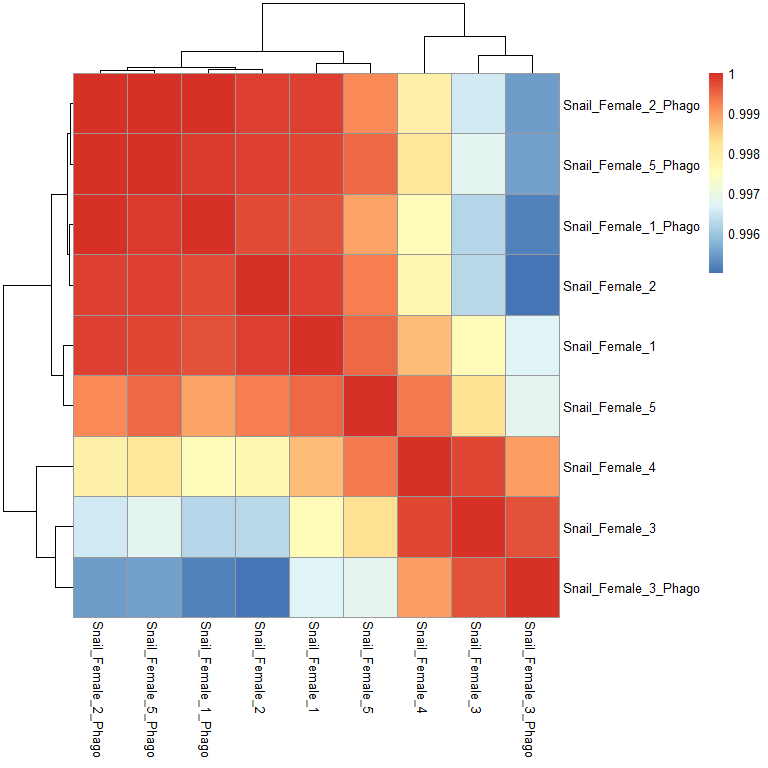 1
0.999
0.998
0.997
0.996
Snail_Female_2_Phago
Snail_Female_5_Phago
Snail_Female_1_Phago
Snail_Female_2
Snail_Female_1
Snail_Female_5
Snail_Female_4
Snail_Female_3
Snail_Female_3_Phago
Snail_Female_2_Phago
Snail_Female_5_Phago
Snail_Female_1_Phago
Snail_Female_2
Snail_Female_1
Snail_Female_5
Snail_Female_4
Snail_Female_3
Snail_Female_3_Phago